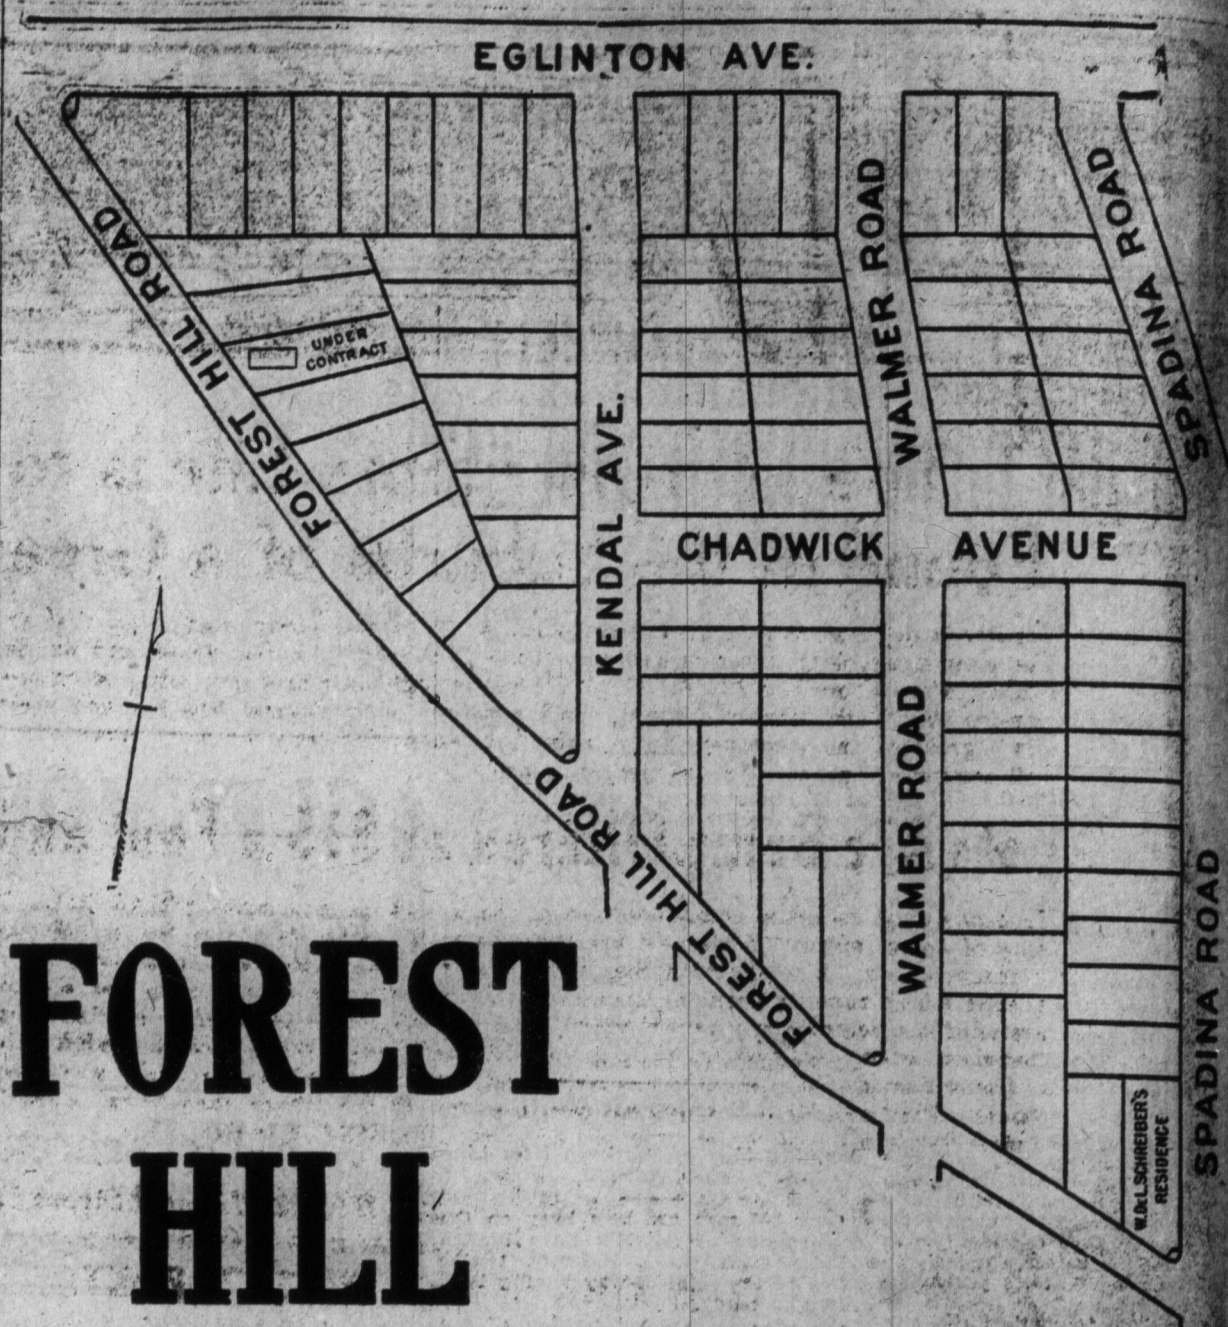 EGLINTON AVE.
FOREST HILL ROAD
UNDER
CONTRACT
KENDAL AVE.
WALMER ROAD
SPADINA ROAD
CHADWICK AVENUE
FOREST HILL ROAD
WALMER ROAD
SPADINA ROAD
W.DeL.SCHREIBER'S
RESIDENCE
FOREST
HILL